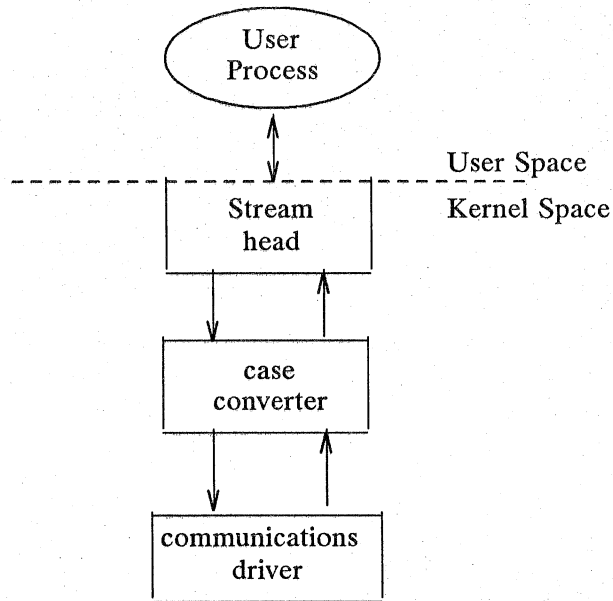 User
Process
User Space
Kernel Space
Stream
head
case
converter
communications
driver